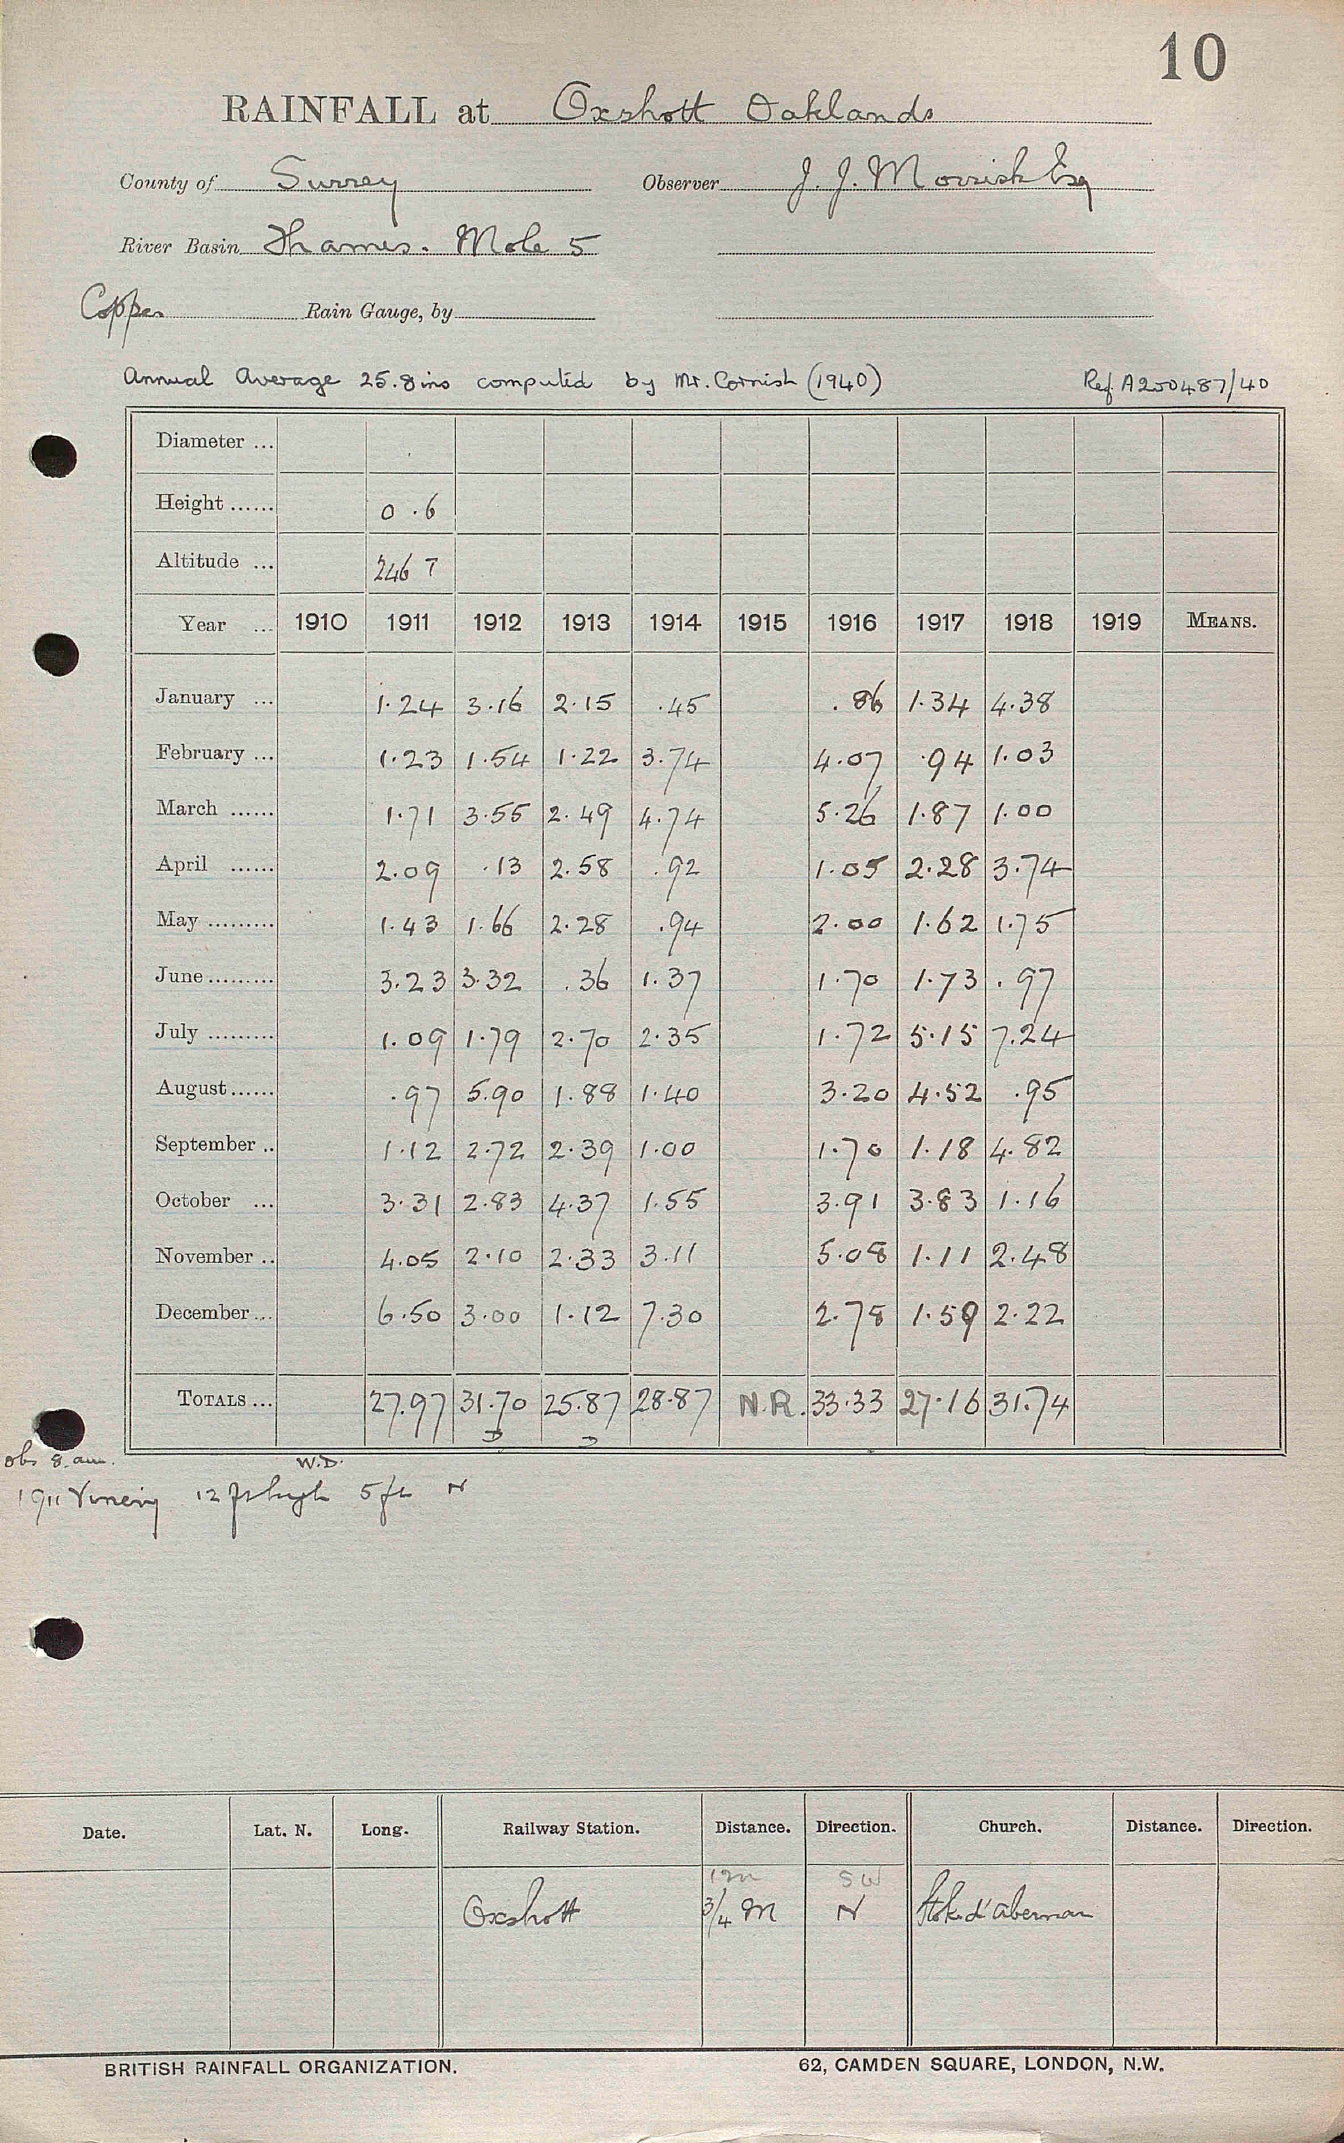 10
RAINFALL at Oxshott Oaklands
County of Surrey Observer J. J. Morrish Esq
River Basin Thames. Mole 5
Copper Rain Gauge, by
Annual Average 25.8 ins computed by Mr. Cornish (1940) Ref A200487/40
Diameter ...
Height ...... 0.6
Altitude ... 246 T
Year ... 1910 1911 1912 1913 1914 1915 1916 1917 1918 1919 MEANS.
January ... 1.24 3.16 2.15 .45 .86 1.34 4.38
February ... 1.23 1.54 1.22 3.74 4.07 .94 1.03
March ...... 1.71 3.55 2.49 4.74 5.26 1.87 1.00
April ...... 2.09 .13 2.58 .92 1.05 2.28 3.74
May ......... 1.43 1.66 2.28 .94 2.00 1.62 1.75
June ......... 3.23 3.32 .36 1.37 1.70 1.73 .97
July ......... 1.09 1.79 2.70 2.35 1.72 5.15 7.24
August ...... .97 5.90 1.88 1.40 3.20 4.52 .95
September .. 1.12 2.72 2.39 1.00 1.70 1.18 4.82
October ... 3.31 2.83 4.37 1.55 3.91 3.83 1.16
November .. 4.05 2.10 2.33 3.11 5.08 1.11 2.48
December ... 6.50 3.00 1.12 7.30 2.78 1.59 2.22
TOTALS ... 27.97 31.70 25.87 28.87 N.R. 33.33 27.16 31.74
D D
obs 8 am. W.D.
1911 Vinery 12 ft high 5 ft N
Date. Lat. N. Long. Railway Station. Distance. Direction. Church. Distance. Direction.
1m SW
Oxshott 3/4 M N Stoke d'abernon
BRITISH RAINFALL ORGANIZATION. 62, CAMDEN SQUARE, LONDON, N.W.